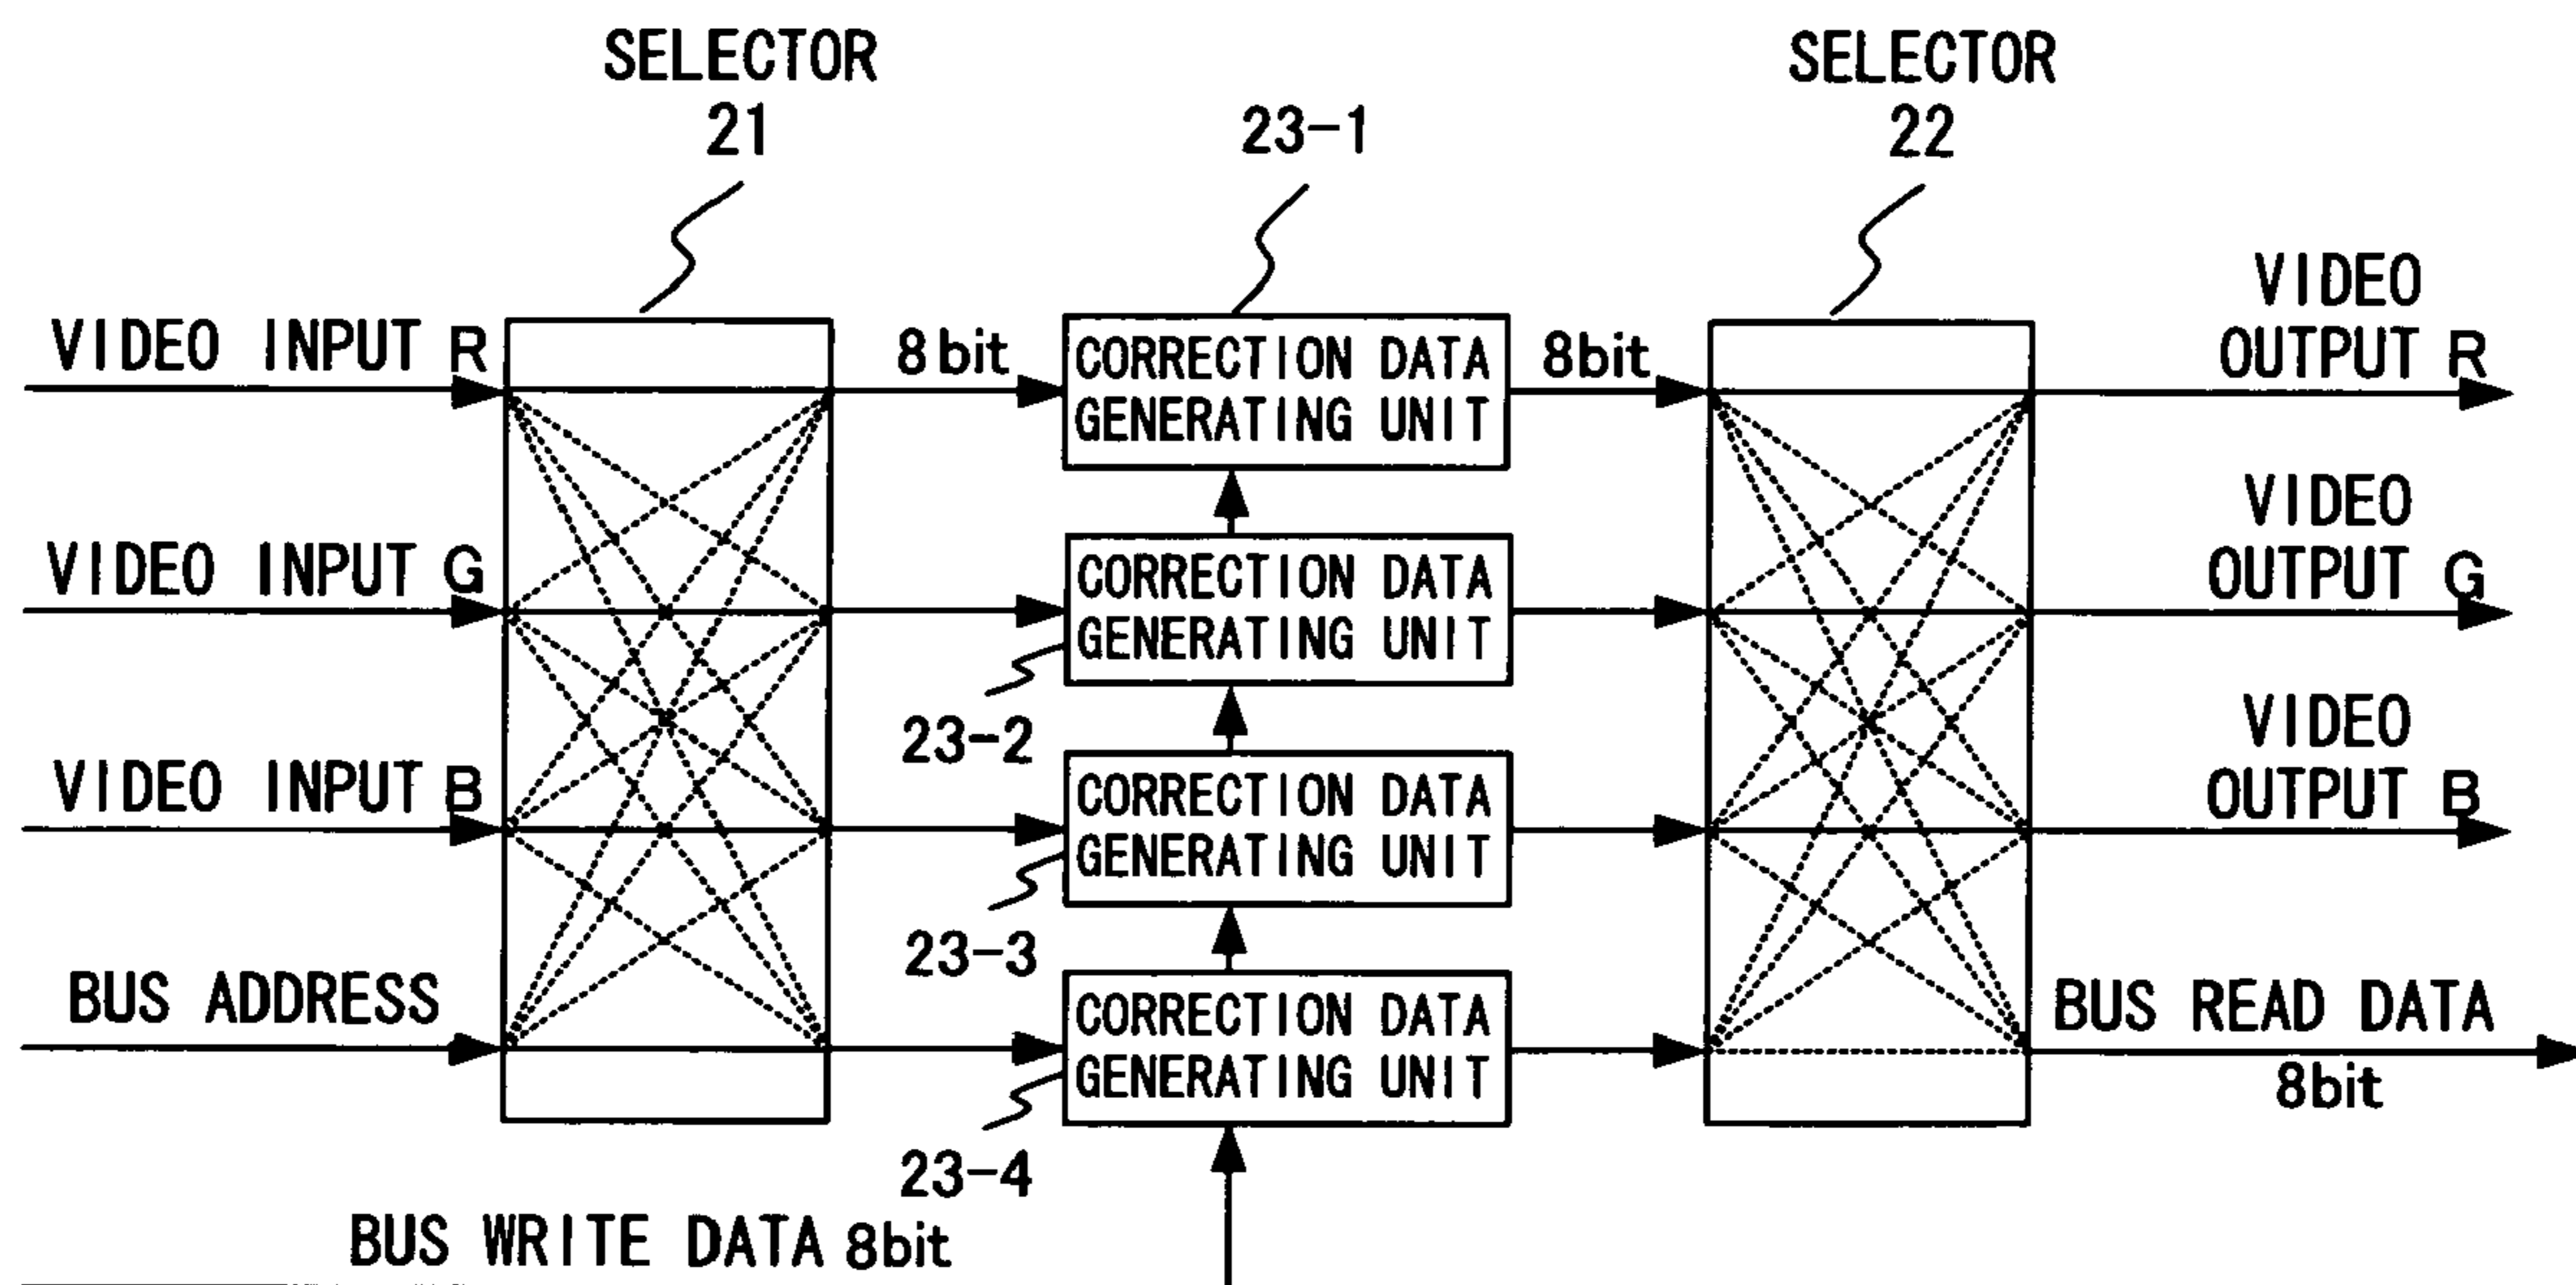 SELECTOR
21
23-1
SELECTOR
22
VIDEO INPUT R
8bit
CORRECTION DATA
GENERATING UNIT
8bit
VIDEO
OUTPUT R
VIDEO INPUT G
CORRECTION DATA
GENERATING UNIT
23-2
VIDEO
OUTPUT G
VIDEO INPUT B
CORRECTION DATA
GENERATING UNIT
23-3
VIDEO
OUTPUT B
BUS ADDRESS
CORRECTION DATA
GENERATING UNIT
23-4
BUS READ DATA
8bit
BUS WRITE DATA 8bit